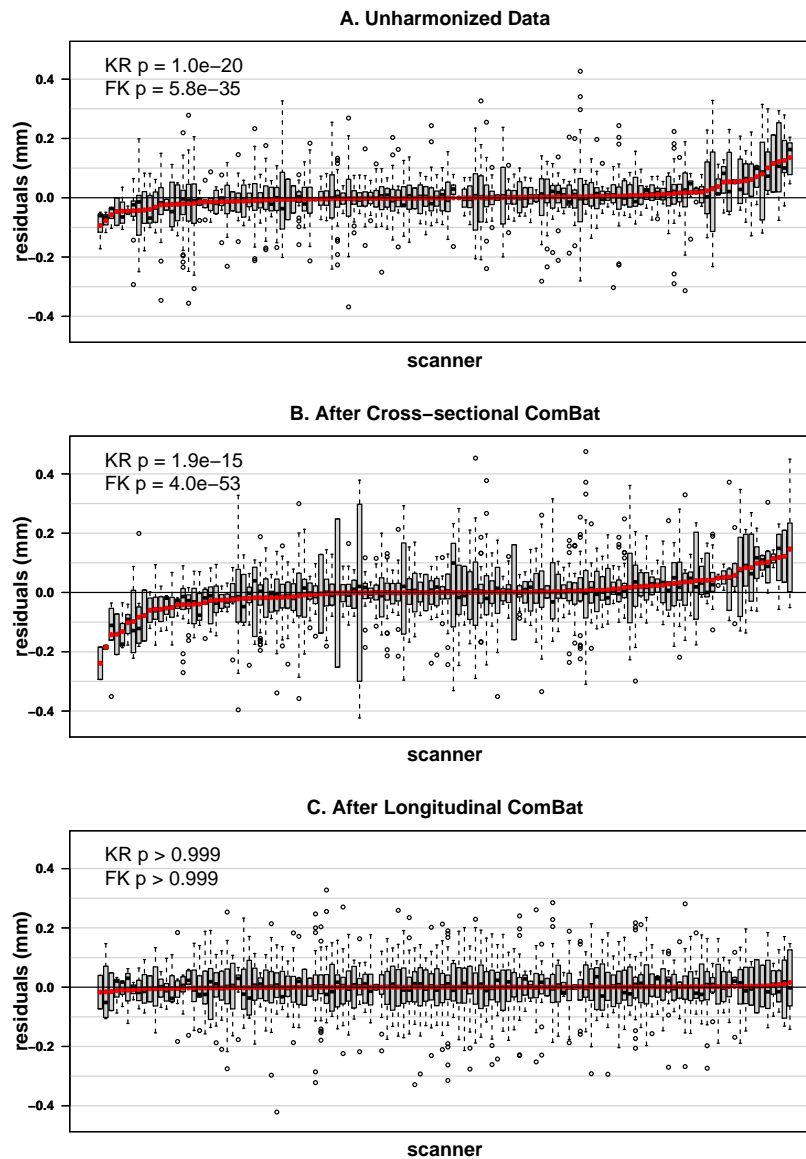 A. Unharmonized Data
KR p = 1.0e−20
FK p = 5.8e−35
0.4
0.2
0.0
−0.2
−0.4
residuals (mm)
scanner
B. After Cross−sectional ComBat
KR p = 1.9e−15
FK p = 4.0e−53
0.4
0.2
0.0
−0.2
−0.4
residuals (mm)
scanner
C. After Longitudinal ComBat
KR p > 0.999
FK p > 0.999
0.4
0.2
0.0
−0.2
−0.4
residuals (mm)
scanner